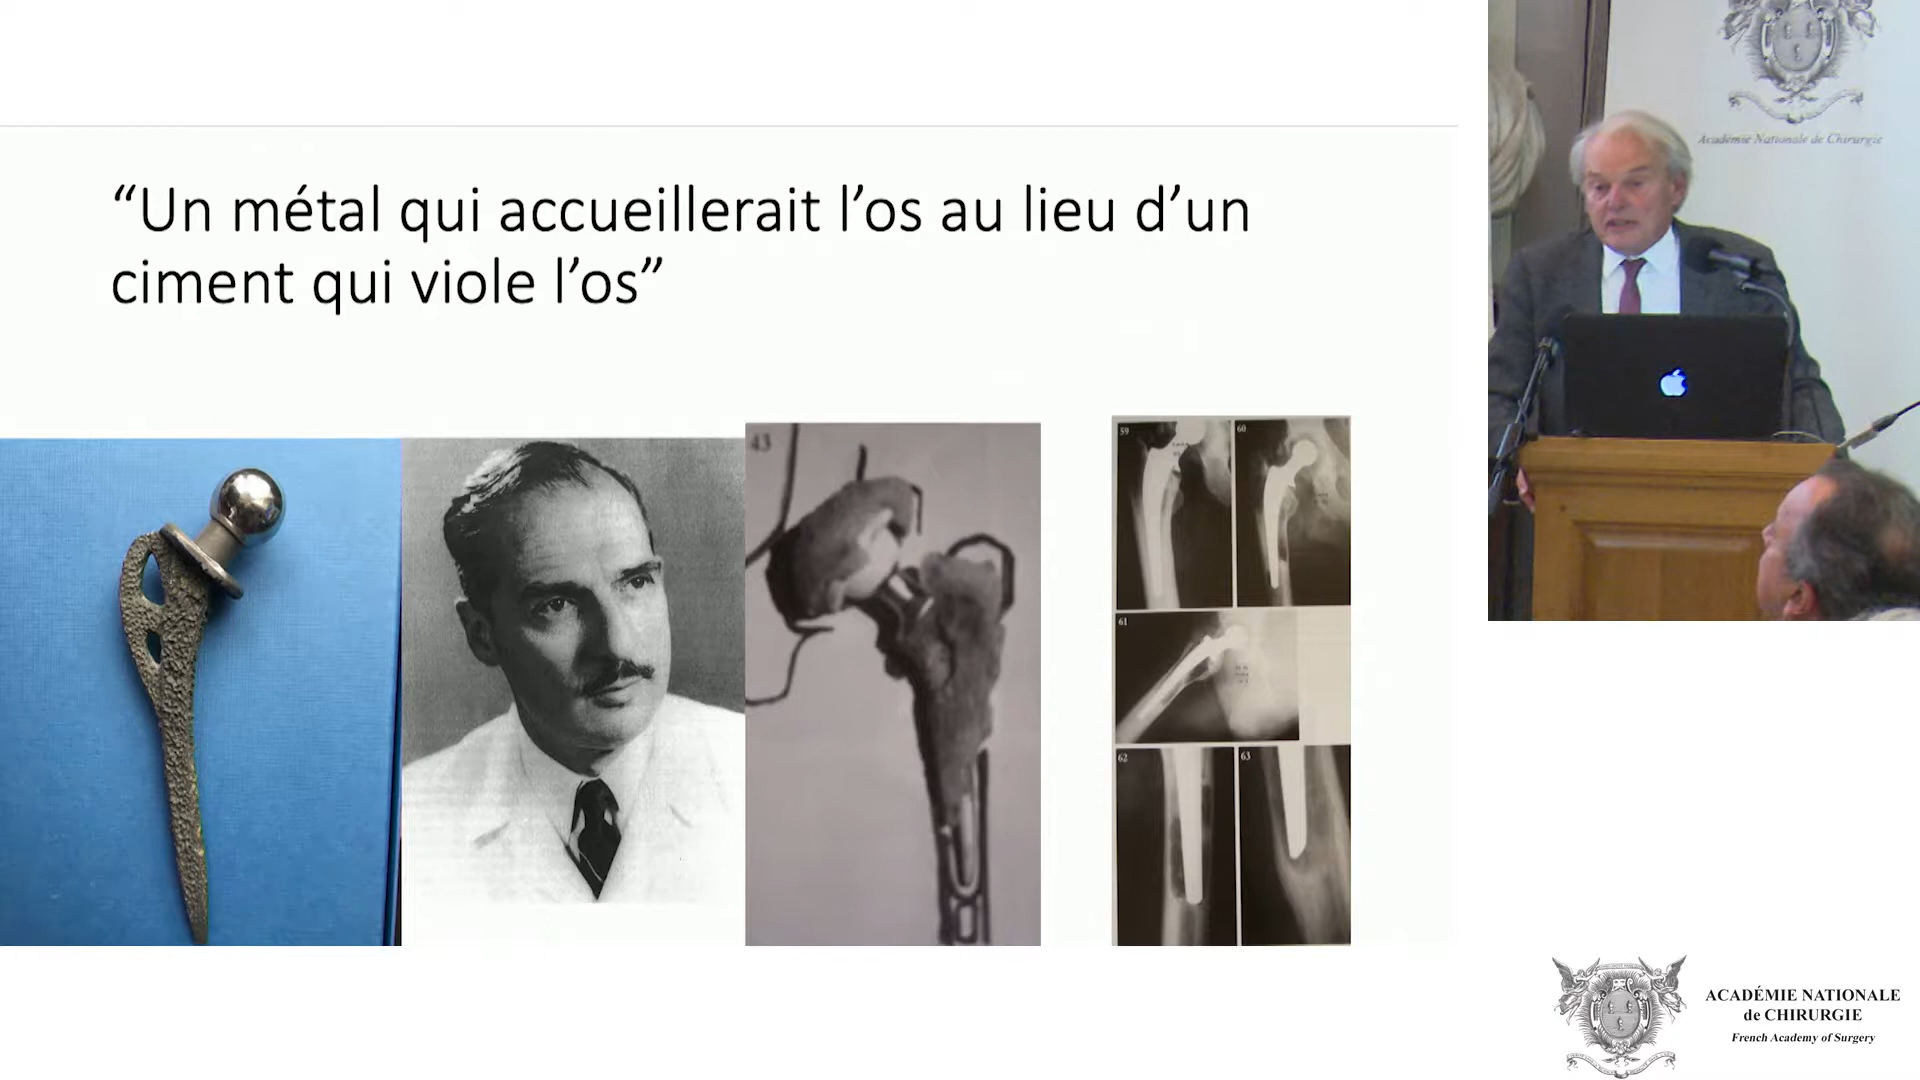 “Un métal qui accueillerait l’os au lieu d’un
ciment qui viole l’os”
43
59
60
61
62
63
Académie Nationale de Chirurgie
ACADÉMIE NATIONALE
de CHIRURGIE
French Academy of Surgery